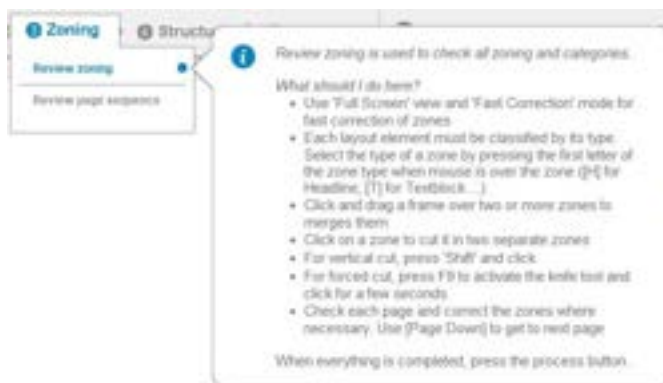 Zoning
Structu
Review zoning
Review page sequence
Review zoning is used to check all zoning and categories.
What should I do here?
• Use 'Full Screen' view and 'Fast Correction' mode for
fast correction of zones
• Each layout element must be classified by its type.
Select the type of a zone by pressing the first letter of
the zone type when mouse is over the zone ([H] for
Headline, [T] for Textblock ...)
• Click and drag a frame over two or more zones to
merges them
• Click on a zone to cut it in two separate zones
• For vertical cut, press 'Shift' and click
• For forced cut, press F9 to activate the knife tool and
click for a few seconds
• Check each page and correct the zones where
necessary. Use [Page Down] to get to next page
When everything is completed, press the process button.